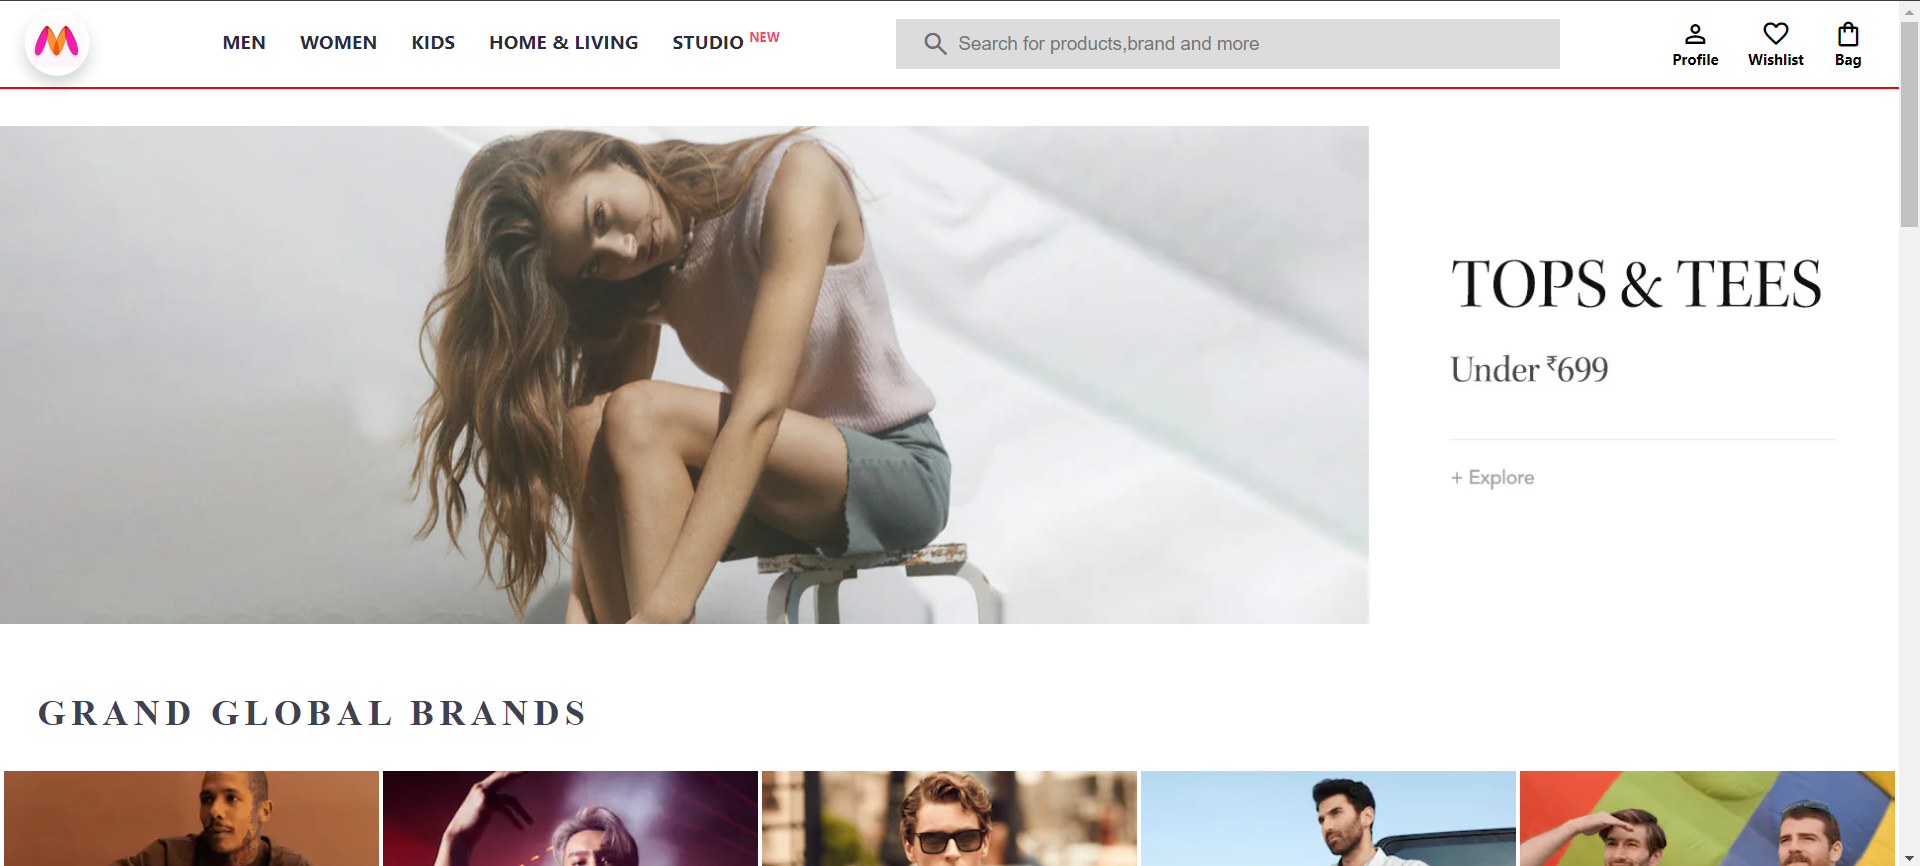 MEN WOMEN KIDS HOME & LIVING STUDIO NEW Search for products,brand and more Profile Wishlist Bag
TOPS & TEES
Under ₹699
+ Explore
GRAND GLOBAL BRANDS